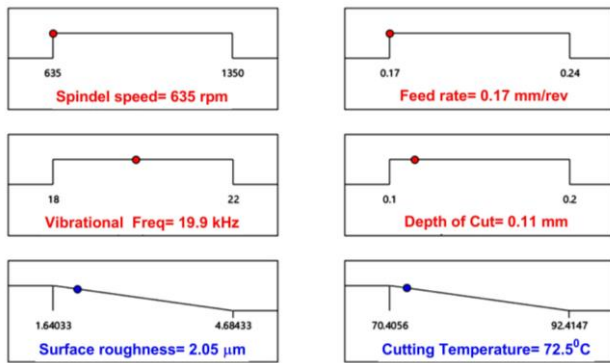 635 1350
Spindel speed= 635 rpm
0.17 0.24
Feed rate= 0.17 mm/rev
18 22
Vibrational Freq= 19.9 kHz
0.1 0.2
Depth of Cut= 0.11 mm
1.64033 4.68433
Surface roughness= 2.05 μm
70.4056 92.4147
Cutting Temperature= 72.5⁰C